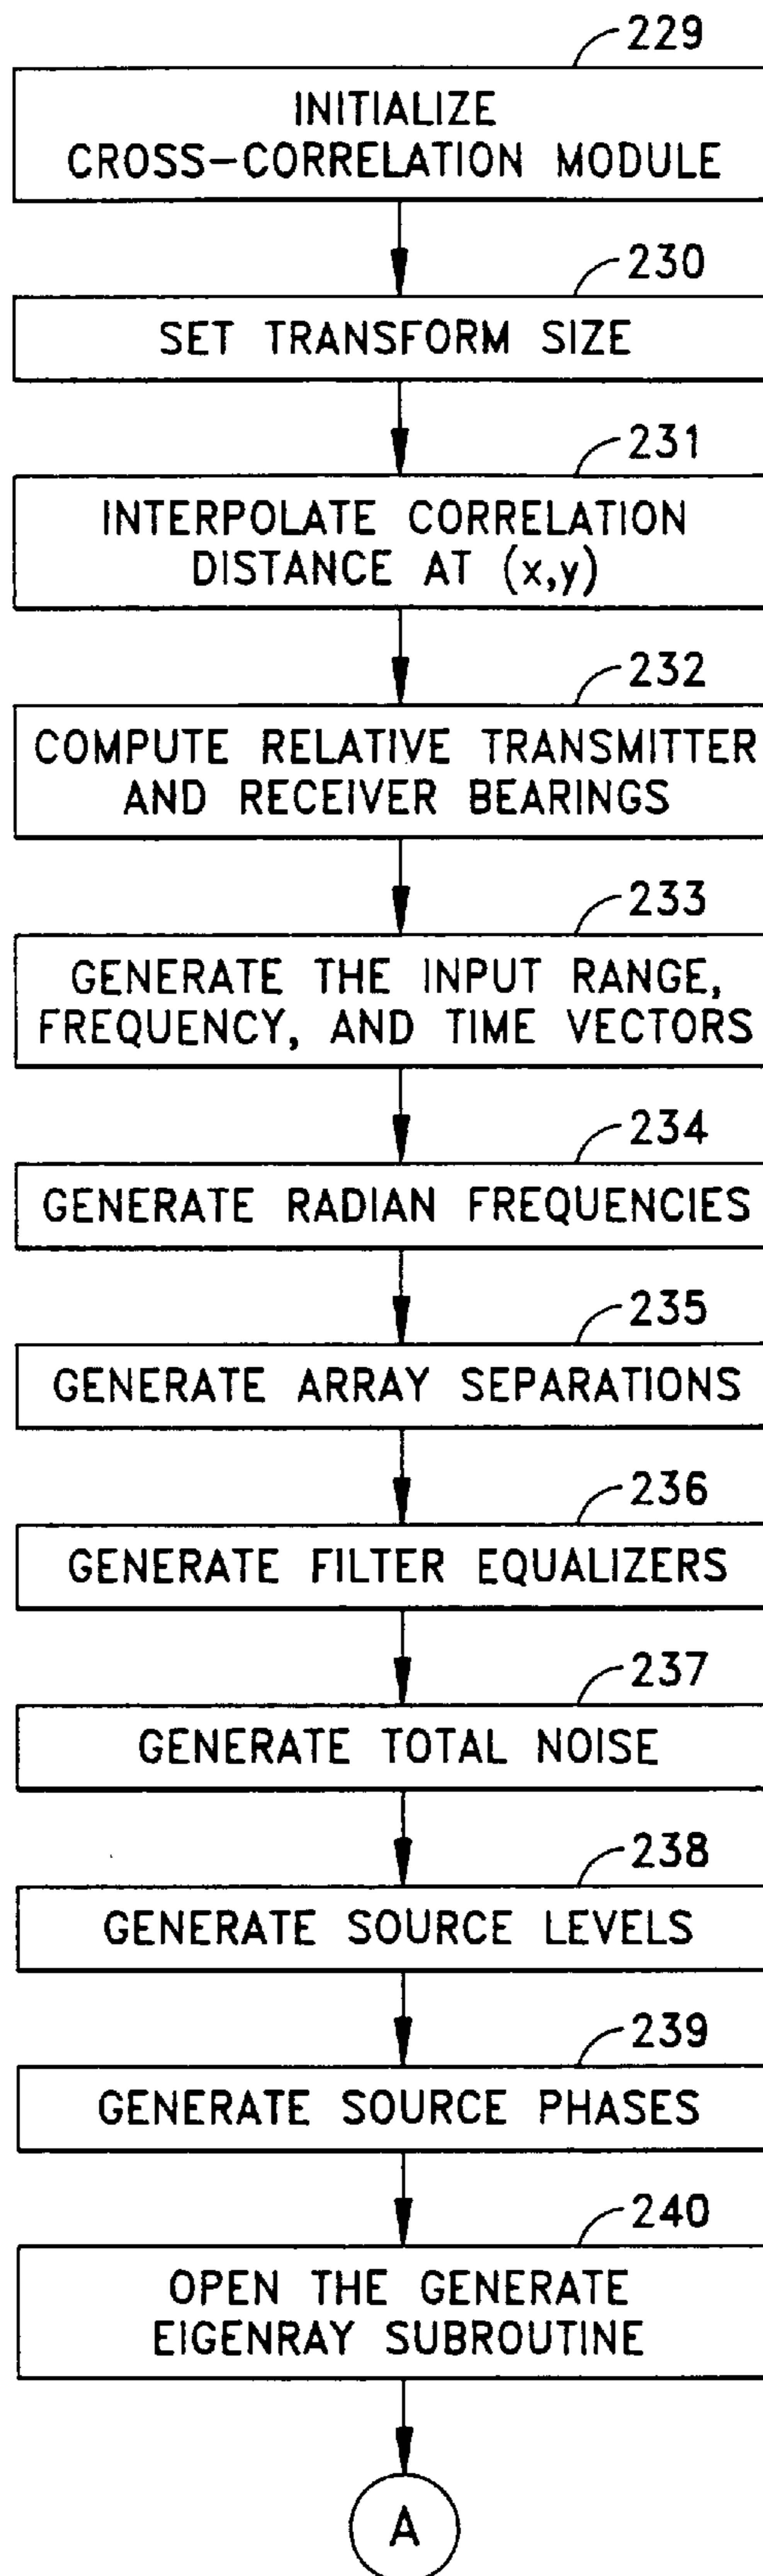 229
INITIALIZE
CROSS-CORRELATION MODULE
230
SET TRANSFORM SIZE
231
INTERPOLATE CORRELATION
DISTANCE AT (x,y)
232
COMPUTE RELATIVE TRANSMITTER
AND RECEIVER BEARINGS
233
GENERATE THE INPUT RANGE,
FREQUENCY, AND TIME VECTORS
234
GENERATE RADIAN FREQUENCIES
235
GENERATE ARRAY SEPARATIONS
236
GENERATE FILTER EQUALIZERS
237
GENERATE TOTAL NOISE
238
GENERATE SOURCE LEVELS
239
GENERATE SOURCE PHASES
240
OPEN THE GENERATE
EIGENRAY SUBROUTINE
A